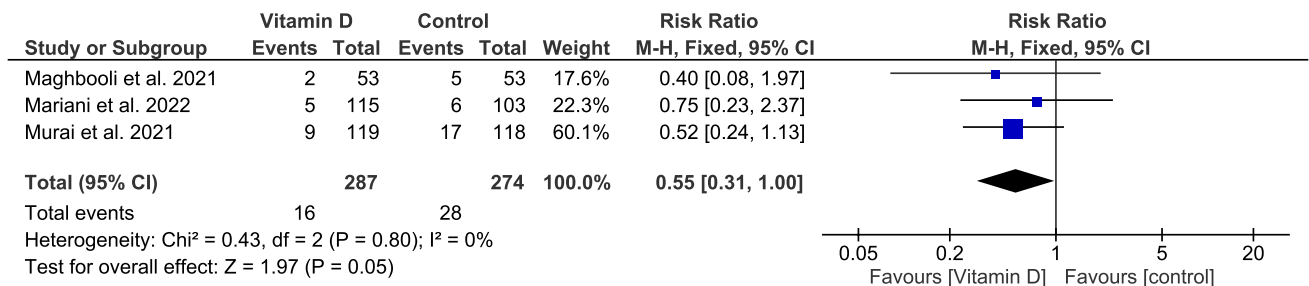 Vitamin D Control Risk Ratio Risk Ratio
Study or Subgroup Events Total Events Total Weight M-H, Fixed, 95% CI M-H, Fixed, 95% CI
Maghbooli et al. 2021 2 53 5 53 17.6% 0.40 [0.08, 1.97]
Mariani et al. 2022 5 115 6 103 22.3% 0.75 [0.23, 2.37]
Murai et al. 2021 9 119 17 118 60.1% 0.52 [0.24, 1.13]
Total (95% CI) 287 274 100.0% 0.55 [0.31, 1.00]
Total events 16 28
Heterogeneity: Chi² = 0.43, df = 2 (P = 0.80); I² = 0%
Test for overall effect: Z = 1.97 (P = 0.05)
0.05 0.2 1 5 20
Favours [Vitamin D] Favours [control]